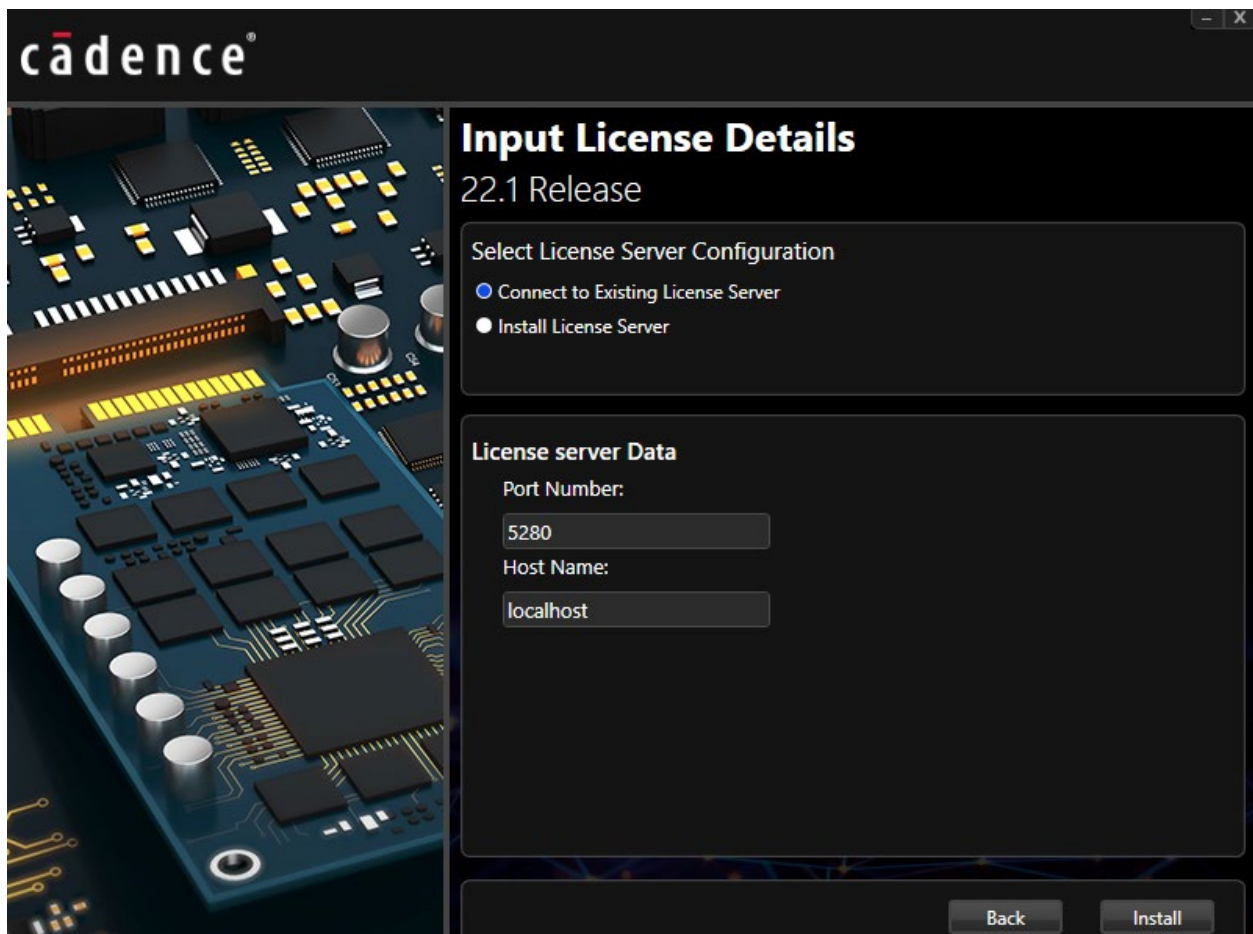 cādence®
Input License Details
22.1 Release
Select License Server Configuration
Connect to Existing License Server
Install License Server
License server Data
Port Number:
5280
Host Name:
localhost
Back Install